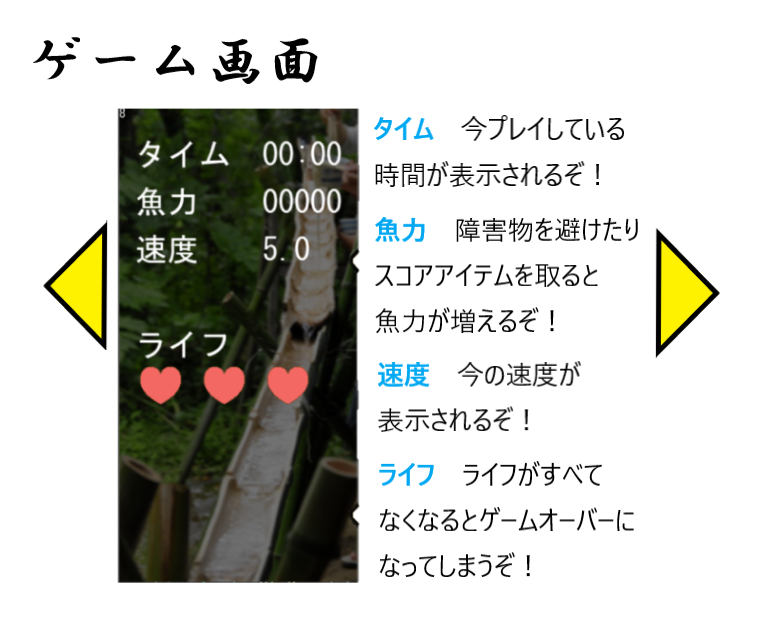 ゲーム画面
8
タイム 00:00
魚力 00000
速度 5.0
ライフ
タイム 今プレイしている
時間が表示されるぞ！
魚力 障害物を避けたり
スコアアイテムを取ると
魚力が増えるぞ！
速度 今の速度が
表示されるぞ！
ライフ ライフがすべて
なくなるとゲームオーバーに
なってしまうぞ！